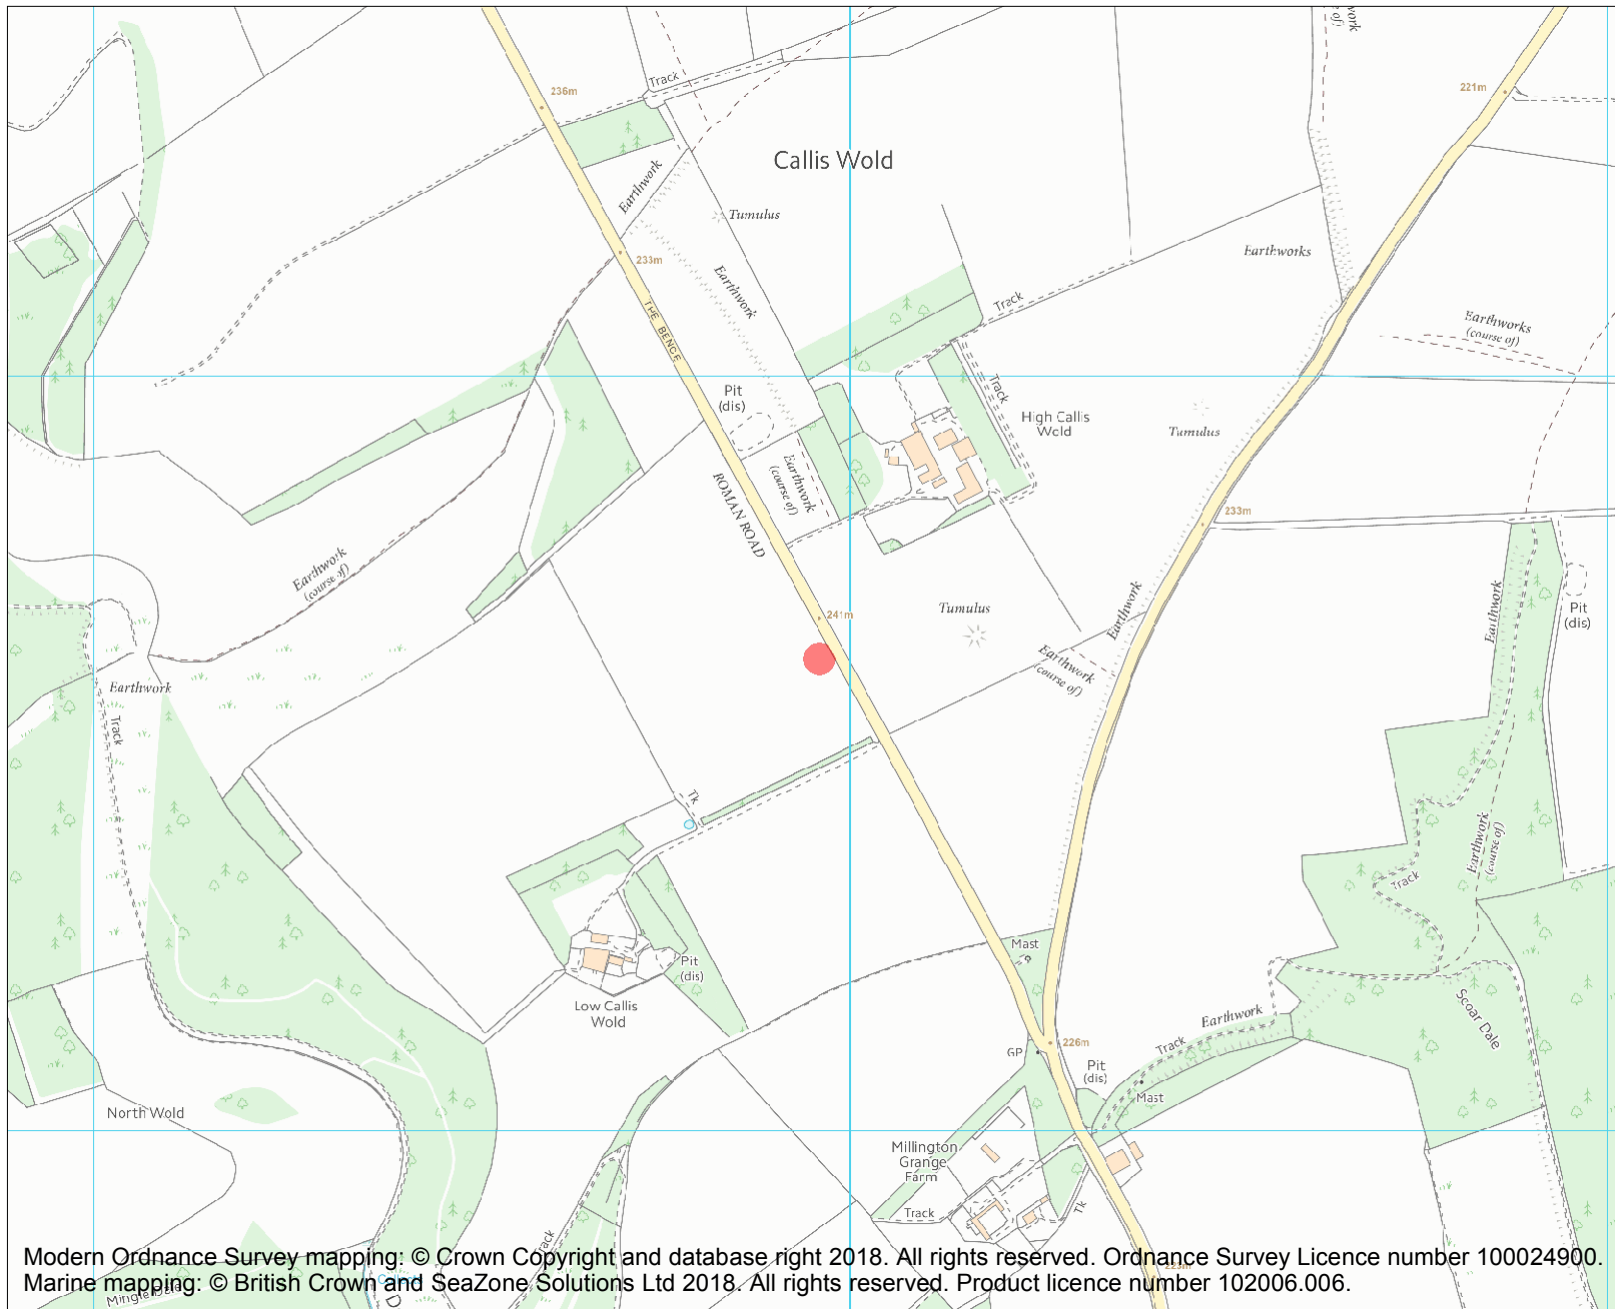 236m
Track
221m
Callis Wold
Earthwork
Tumulus
Earthworks
233m
Earthwork
THE BENCE
Track
Earthworks
(course of)
Pit
(dis)
Track
High Callis
Wold
Tumulus
Earthwork
(course of)
ROMAN ROAD
233m
Earthwork
(course of)
241m
Tumulus
Earthwork
Earthwork
Pit
(dis)
Earthwork
(course of)
Earthwork
Track
Tk
Earthwork
(course of)
Track
Mast
Pit
(dis)
Low Callis
Wold
Scoar Dale
Earthwork
Track
226m
GP
Pit
(dis)
Mast
North Wold
Millington
Grange
Farm
Track
Tk
Track
Modern Ordnance Survey mapping: © Crown Copyright and database right 2018. All rights reserved. Ordnance Survey Licence number 100024900.
Marine mapping: © British Crown and SeaZone Solutions Ltd 2018. All rights reserved. Product licence number 102006.006.